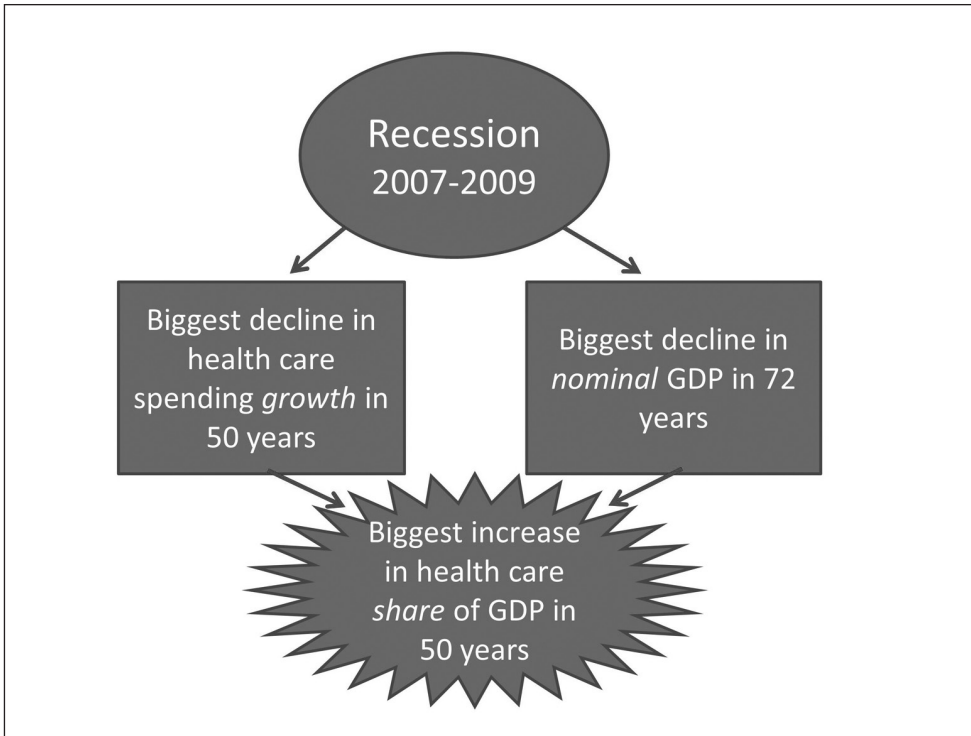 Recession
2007-2009
Biggest decline in
health care
spending growth in
50 years
Biggest decline in
nominal GDP in 72
years
Biggest increase
in health care
share of GDP in
50 years